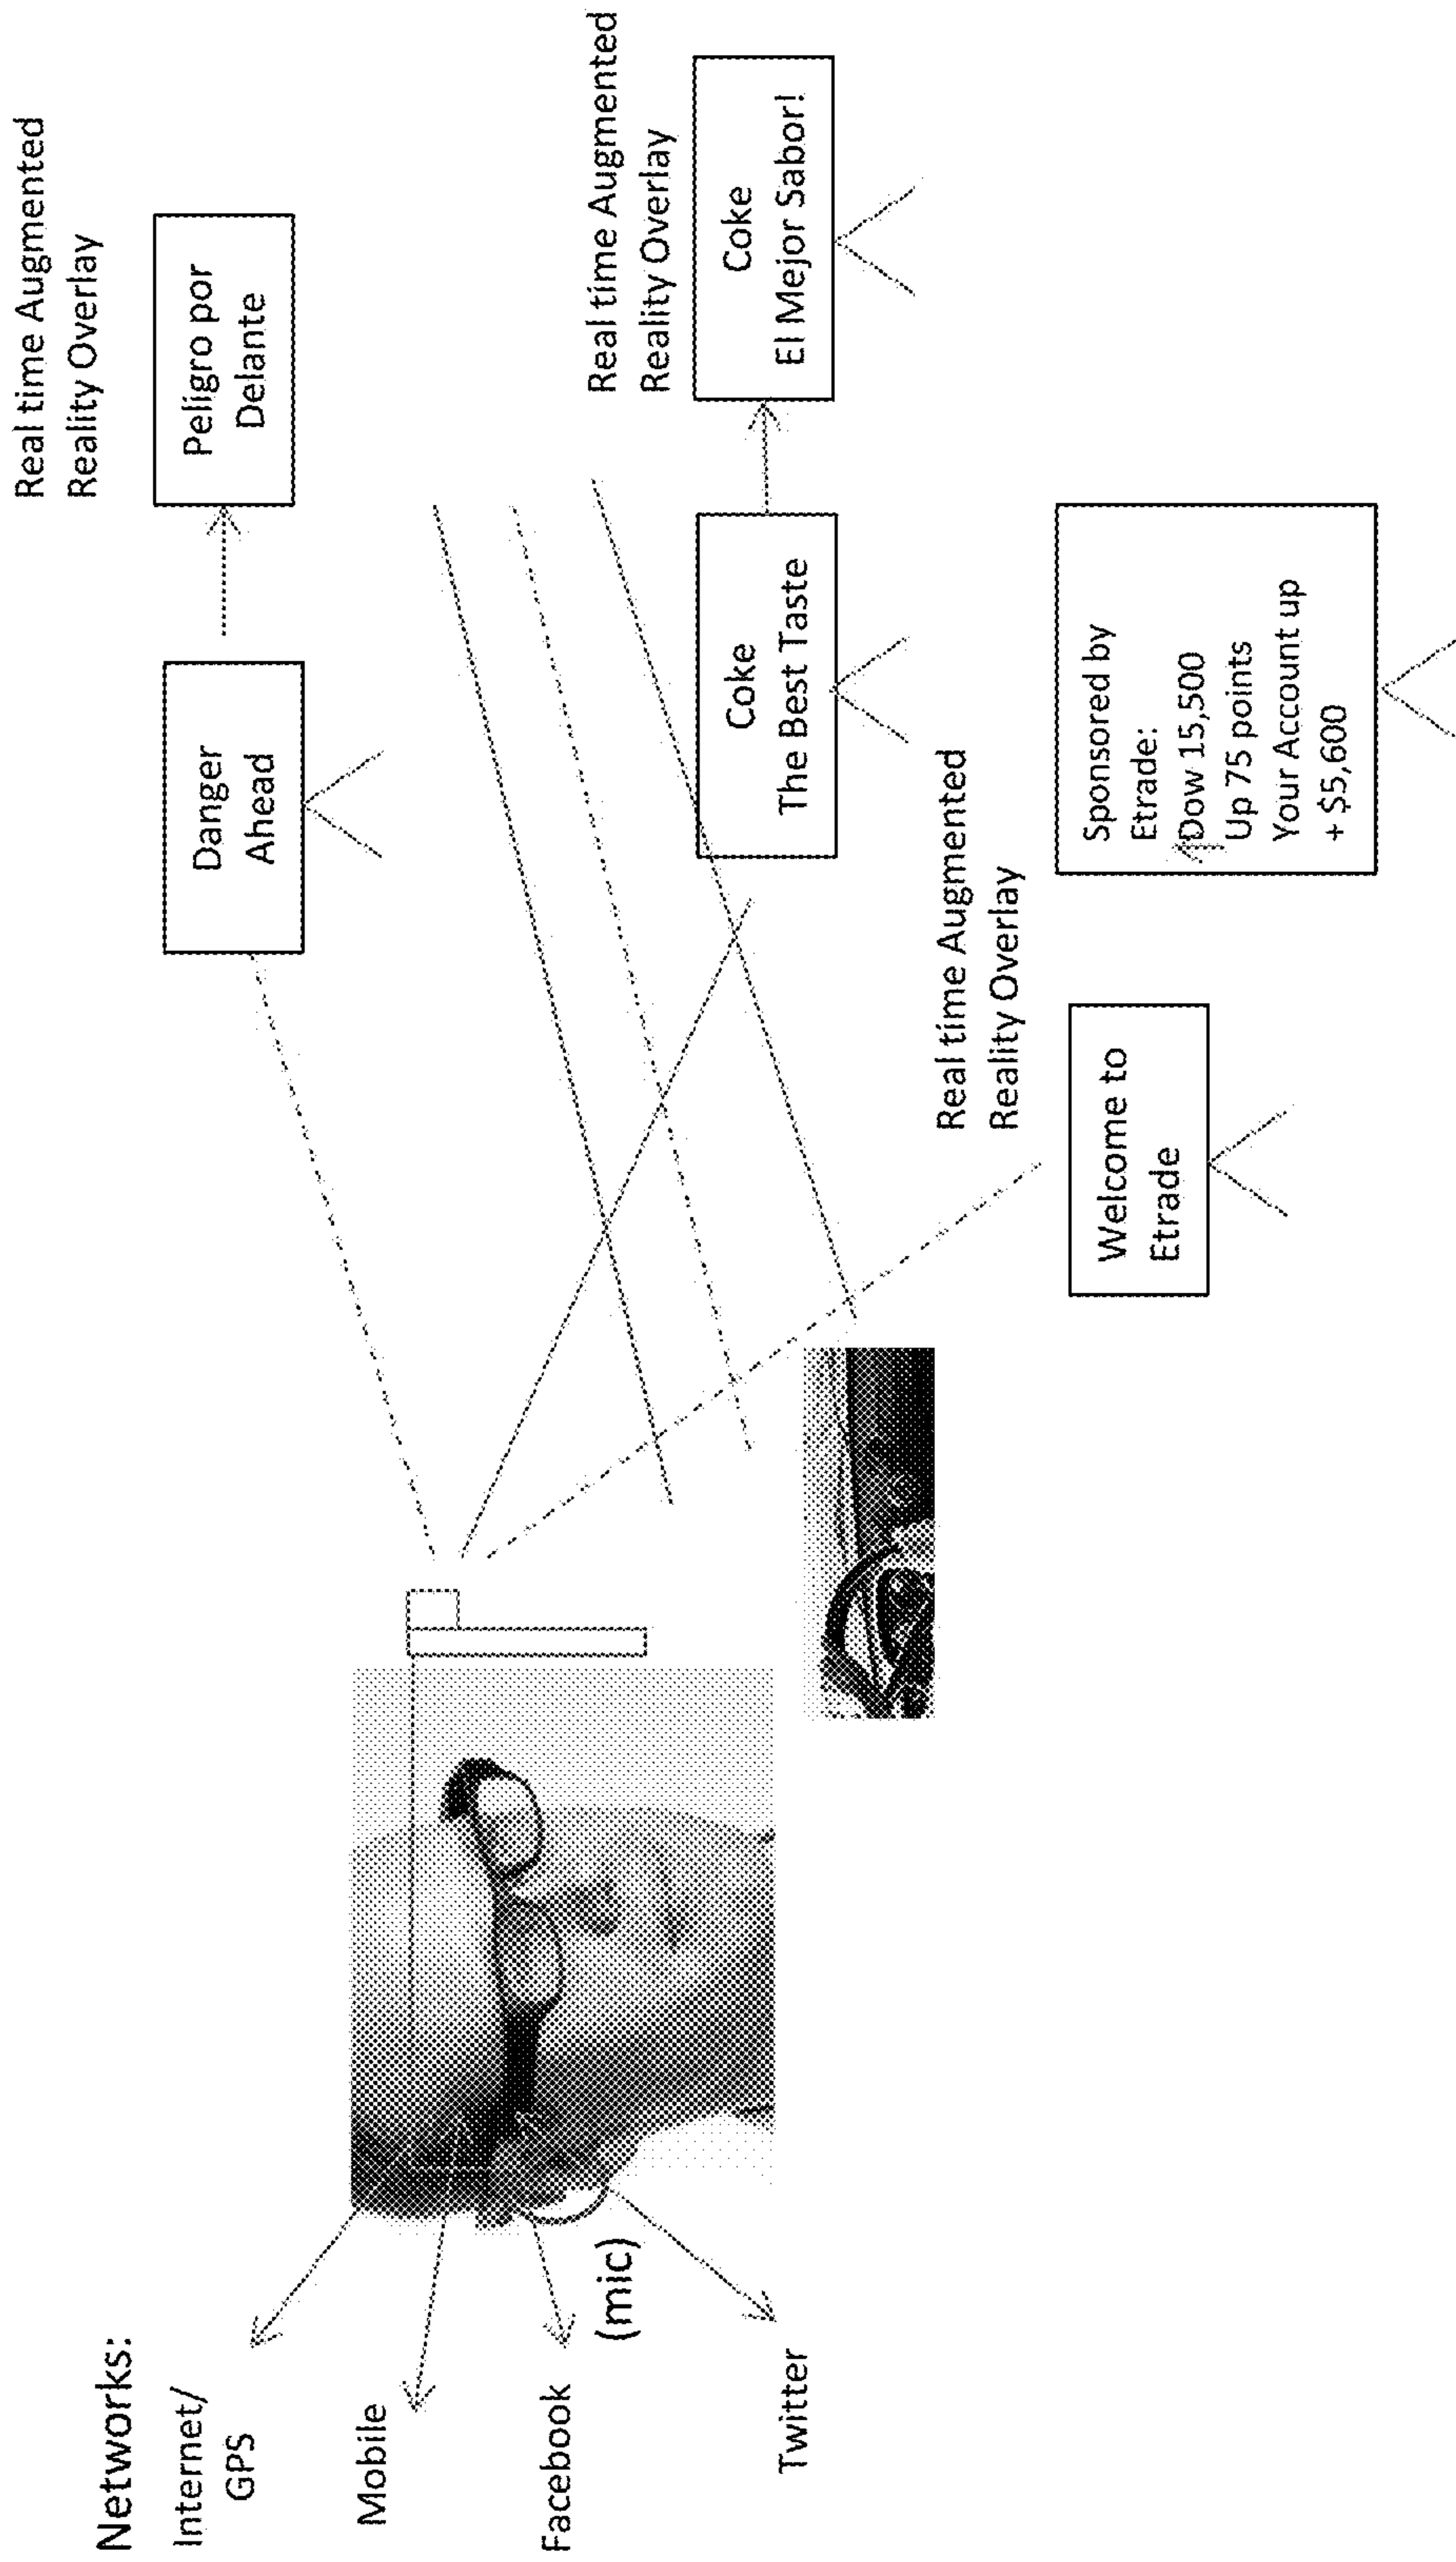 Networks:
Internet/
GPS
Mobile
Facebook
(mic)
Twitter
Danger
Ahead
Real time Augmented
Reality Overlay
Peligro por
Delante
Coke
The Best Taste
Real time Augmented
Reality Overlay
Coke
El Mejor Sabor!
Welcome to
Etrade
Real time Augmented
Reality Overlay
Sponsored by
Etrade:
Dow 15,500
Up 75 points
Your Account up
+ $5,600